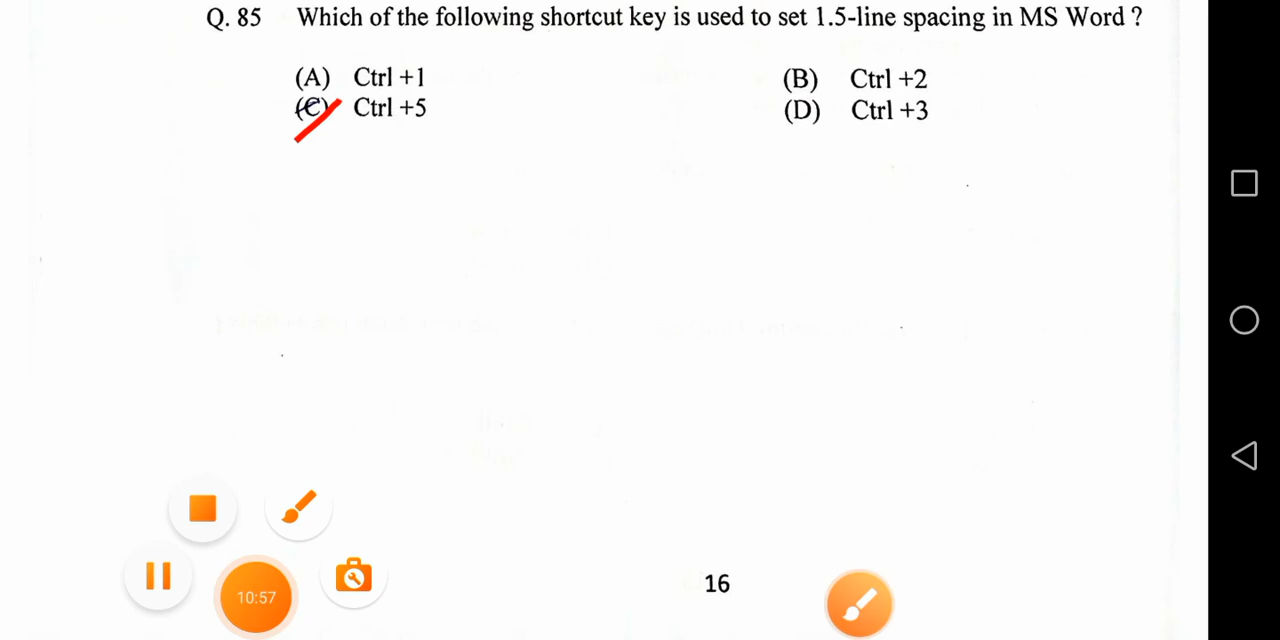 Q. 85 Which of the following shortcut key is used to set 1.5-line spacing in MS Word ?
(A) Ctrl +1
(B) Ctrl +2
(C) Ctrl +5
(D) Ctrl +3
10:57
16